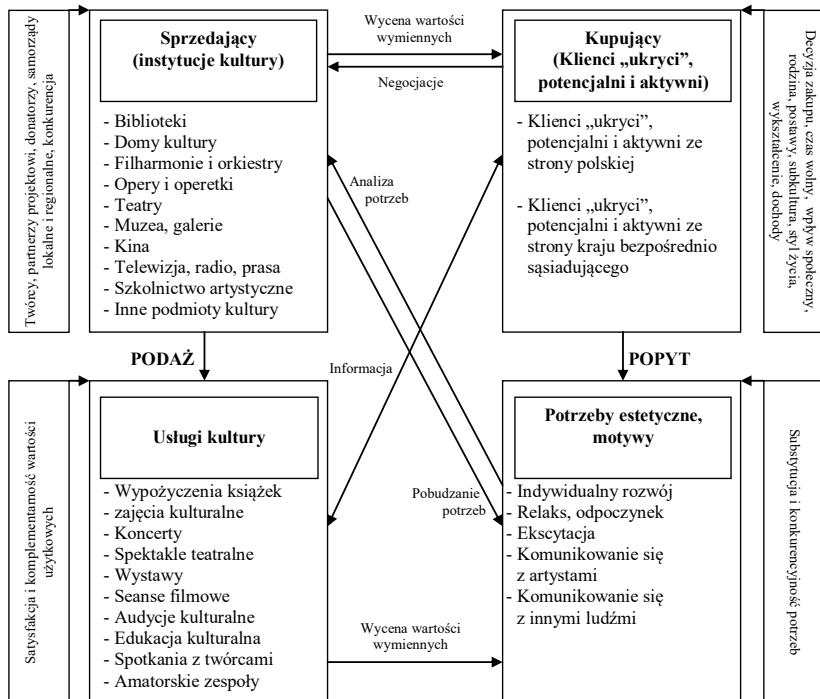 Twórcy, partnerzy projektowi, donatorzy, samorządy
lokalne i regionalne, konkurencja
Sprzedający
(instytucje kultury)
- Biblioteki
- Domy kultury
- Filharmonie i orkiestry
- Opery i operetki
- Teatry
- Muzea, galerie
- Kina
- Telewizja, radio, prasa
- Szkolnictwo artystyczne
- Inne podmioty kultury
Wycena wartości
wymiennych
Negocjacje
Analiza
potrzeb
Kupujący
(Klienci „ukryci”,
potencjalni i aktywni)
- Klienci „ukryci”,
potencjalni i aktywni ze
strony polskiej
- Klienci „ukryci”,
potencjalni i aktywni ze
strony kraju bezpośrednio
sąsiadującego
Decyzja zakupu, czas wolny, wpływ społeczny,
rodzina, postawy, subkultura, styl życia,
wykształcenie, dochody
PODAŻ
Informacja
POPYT
Satysfakcja i komplementarność wartości
użytkowych
Usługi kultury
- Wypożyczenia książek
- zajęcia kulturalne
- Koncerty
- Spektakle teatralne
- Wystawy
- Seanse filmowe
- Audycje kulturalne
- Edukacja kulturalna
- Spotkania z twórcami
- Amatorskie zespoły
Pobudzanie
potrzeb
Wycena wartości
wymiennych
Potrzeby estetyczne,
motywy
- Indywidualny rozwój
- Relaks, odpoczynek
- Ekscytacja
- Komunikowanie się
z artystami
- Komunikowanie się
z innymi ludźmi
Substytucja i konkurencyjność potrzeb